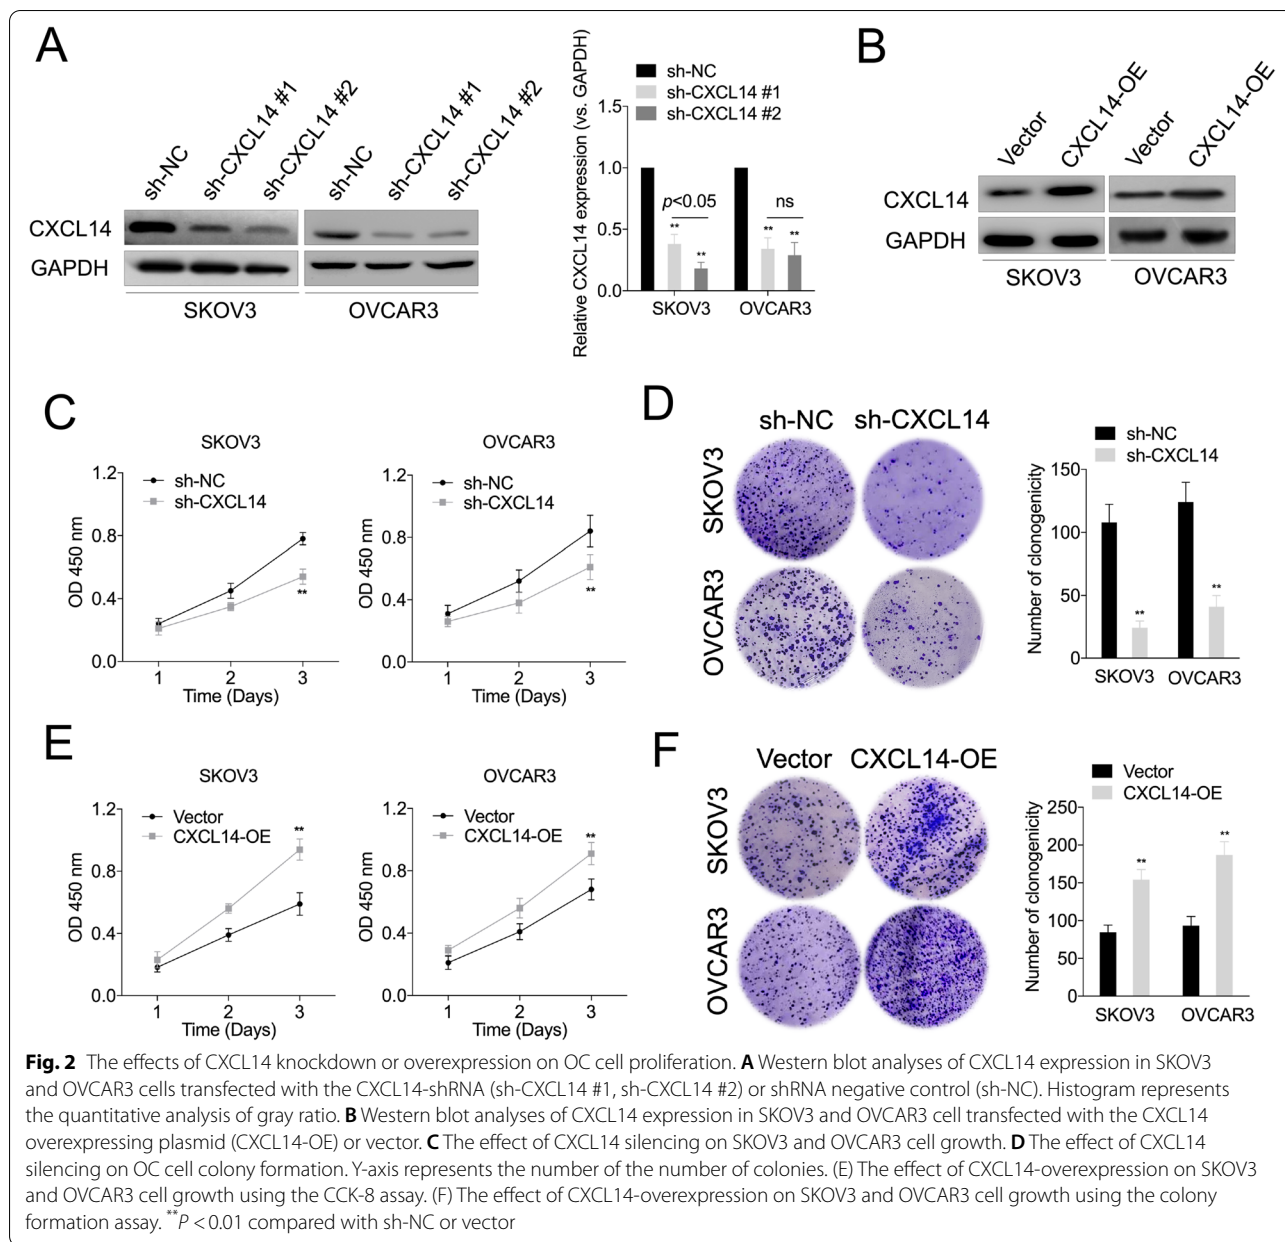 A
sh-NC
sh-CXCL14 #1
sh-CXCL14 #2
sh-NC
sh-CXCL14 #1
sh-CXCL14 #2
CXCL14
GAPDH
SKOV3
OVCAR3
sh-NC
sh-CXCL14 #1
sh-CXCL14 #2
Relative CXCL14 expression (vs. GAPDH)
1.5
1.0
0.5
0.0
p<0.05
ns
**
**
**
**
SKOV3
OVCAR3
B
Vector
CXCL14-OE
Vector
CXCL14-OE
CXCL14
GAPDH
SKOV3
OVCAR3
C
SKOV3
sh-NC
sh-CXCL14
OD 450 nm
1.2
0.8
0.4
0.0
**
1 2 3
Time (Days)
OVCAR3
sh-NC
sh-CXCL14
OD 450 nm
1.2
0.8
0.4
0.0
**
1 2 3
Time (Days)
D
sh-NC sh-CXCL14
SKOV3
OVCAR3
sh-NC
sh-CXCL14
Number of clonogenicity
150
100
50
0
**
**
SKOV3 OVCAR3
E
SKOV3
Vector
CXCL14-OE
OD 450 nm
1.2
0.8
0.4
0.0
**
1 2 3
Time (Days)
OVCAR3
Vector
CXCL14-OE
OD 450 nm
1.2
0.8
0.4
0.0
**
1 2 3
Time (Days)
F
Vector CXCL14-OE
SKOV3
OVCAR3
Vector
CXCL14-OE
Number of clonogenicity
250
200
150
100
50
0
**
**
SKOV3 OVCAR3
Fig. 2 The effects of CXCL14 knockdown or overexpression on OC cell proliferation. A Western blot analyses of CXCL14 expression in SKOV3
and OVCAR3 cells transfected with the CXCL14-shRNA (sh-CXCL14 #1, sh-CXCL14 #2) or shRNA negative control (sh-NC). Histogram represents
the quantitative analysis of gray ratio. B Western blot analyses of CXCL14 expression in SKOV3 and OVCAR3 cell transfected with the CXCL14
overexpressing plasmid (CXCL14-OE) or vector. C The effect of CXCL14 silencing on SKOV3 and OVCAR3 cell growth. D The effect of CXCL14
silencing on OC cell colony formation. Y-axis represents the number of the number of colonies. (E) The effect of CXCL14-overexpression on SKOV3
and OVCAR3 cell growth using the CCK-8 assay. (F) The effect of CXCL14-overexpression on SKOV3 and OVCAR3 cell growth using the colony
formation assay. **P < 0.01 compared with sh-NC or vector